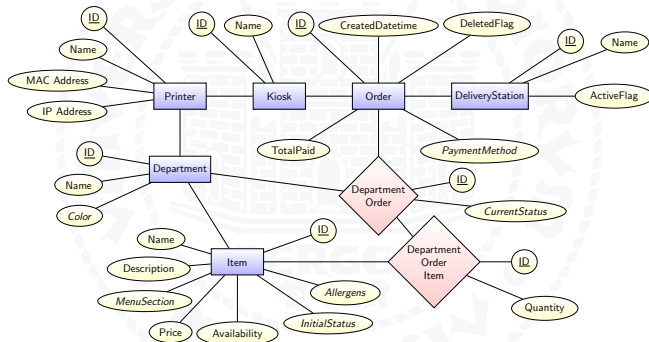 ID
Name
MAC Address
IP Address
Printer
ID
Name
Kiosk
ID
CreatedDatetime
DeletedFlag
Order
TotalPaid
PaymentMethod
ID
Name
ActiveFlag
DeliveryStation
ID
Name
Color
Department
Department
Order
ID
CurrentStatus
Name
Description
MenuSection
Price
Availability
InitialStatus
Allergens
ID
Item
Department
Order
Item
ID
Quantity